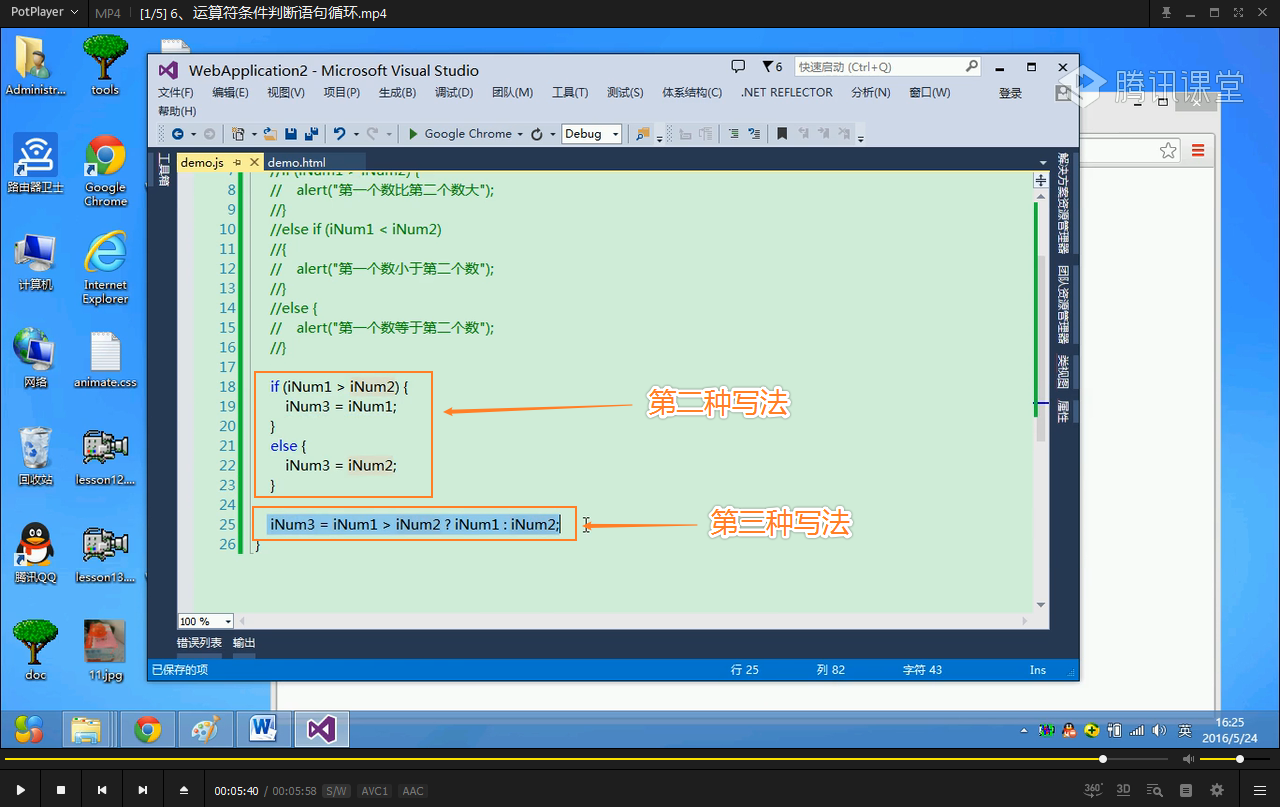 PotPlayer
MP4
[1/5] 6、运算符条件判断语句循环.mp4
Administr...
tools
路由器卫士
Google Chrome
计算机
Internet Explorer
网络
animate.css
回收站
lesson12....
腾讯QQ
lesson13....
doc
11.jpg
腾讯课堂
WebApplication2 - Microsoft Visual Studio
6
快速启动 (Ctrl+Q)
文件(F) 编辑(E) 视图(V) 项目(P) 生成(B) 调试(D) 团队(M) 工具(T) 测试(S) 体系结构(C) .NET REFLECTOR 分析(N) 窗口(W) 登录
帮助(H)
Google Chrome
Debug
工具箱
demo.js
demo.html
解决方案资源管理器
团队资源管理器
类视图
属性
7 //if (iNum1 > iNum2) {
8 // alert("第一个数比第二个数大");
9 //}
10 //else if (iNum1 < iNum2)
11 //{
12 // alert("第一个数小于第二个数");
13 //}
14 //else {
15 // alert("第一个数等于第二个数");
16 //}
17
18 if (iNum1 > iNum2) {
19 iNum3 = iNum1;
20 }
21 else {
22 iNum3 = iNum2;
23 }
24
25 iNum3 = iNum1 > iNum2 ? iNum1 : iNum2;
26 }
第二种写法
第三种写法
100 %
错误列表 输出
已保存的项 行 25 列 82 字符 43 Ins
英
16:25
2016/5/24
00:05:40 / 00:05:58 S/W AVC1 AAC
360°
3D